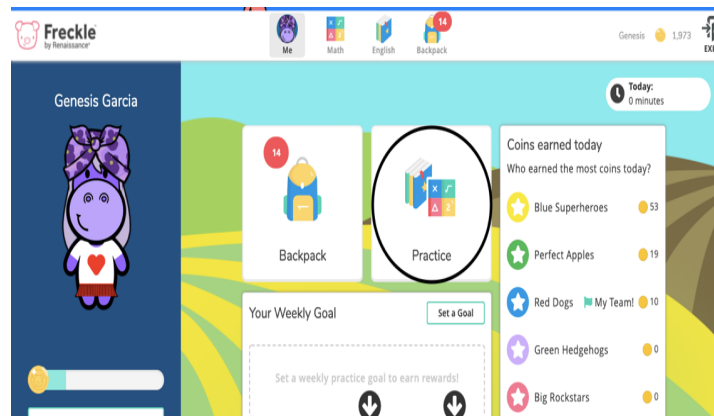 Freckle
by Renaissance
Me
Math
English
14
Backpack
Genesis
1,973
EXI
Today:
0 minutes
Genesis Garcia
14
Backpack
Practice
Your Weekly Goal
Set a Goal
Set a weekly practice goal to earn rewards!
Coins earned today
Who earned the most coins today?
Blue Superheroes 53
Perfect Apples 19
Red Dogs My Team! 10
Green Hedgehogs 0
Big Rockstars 0